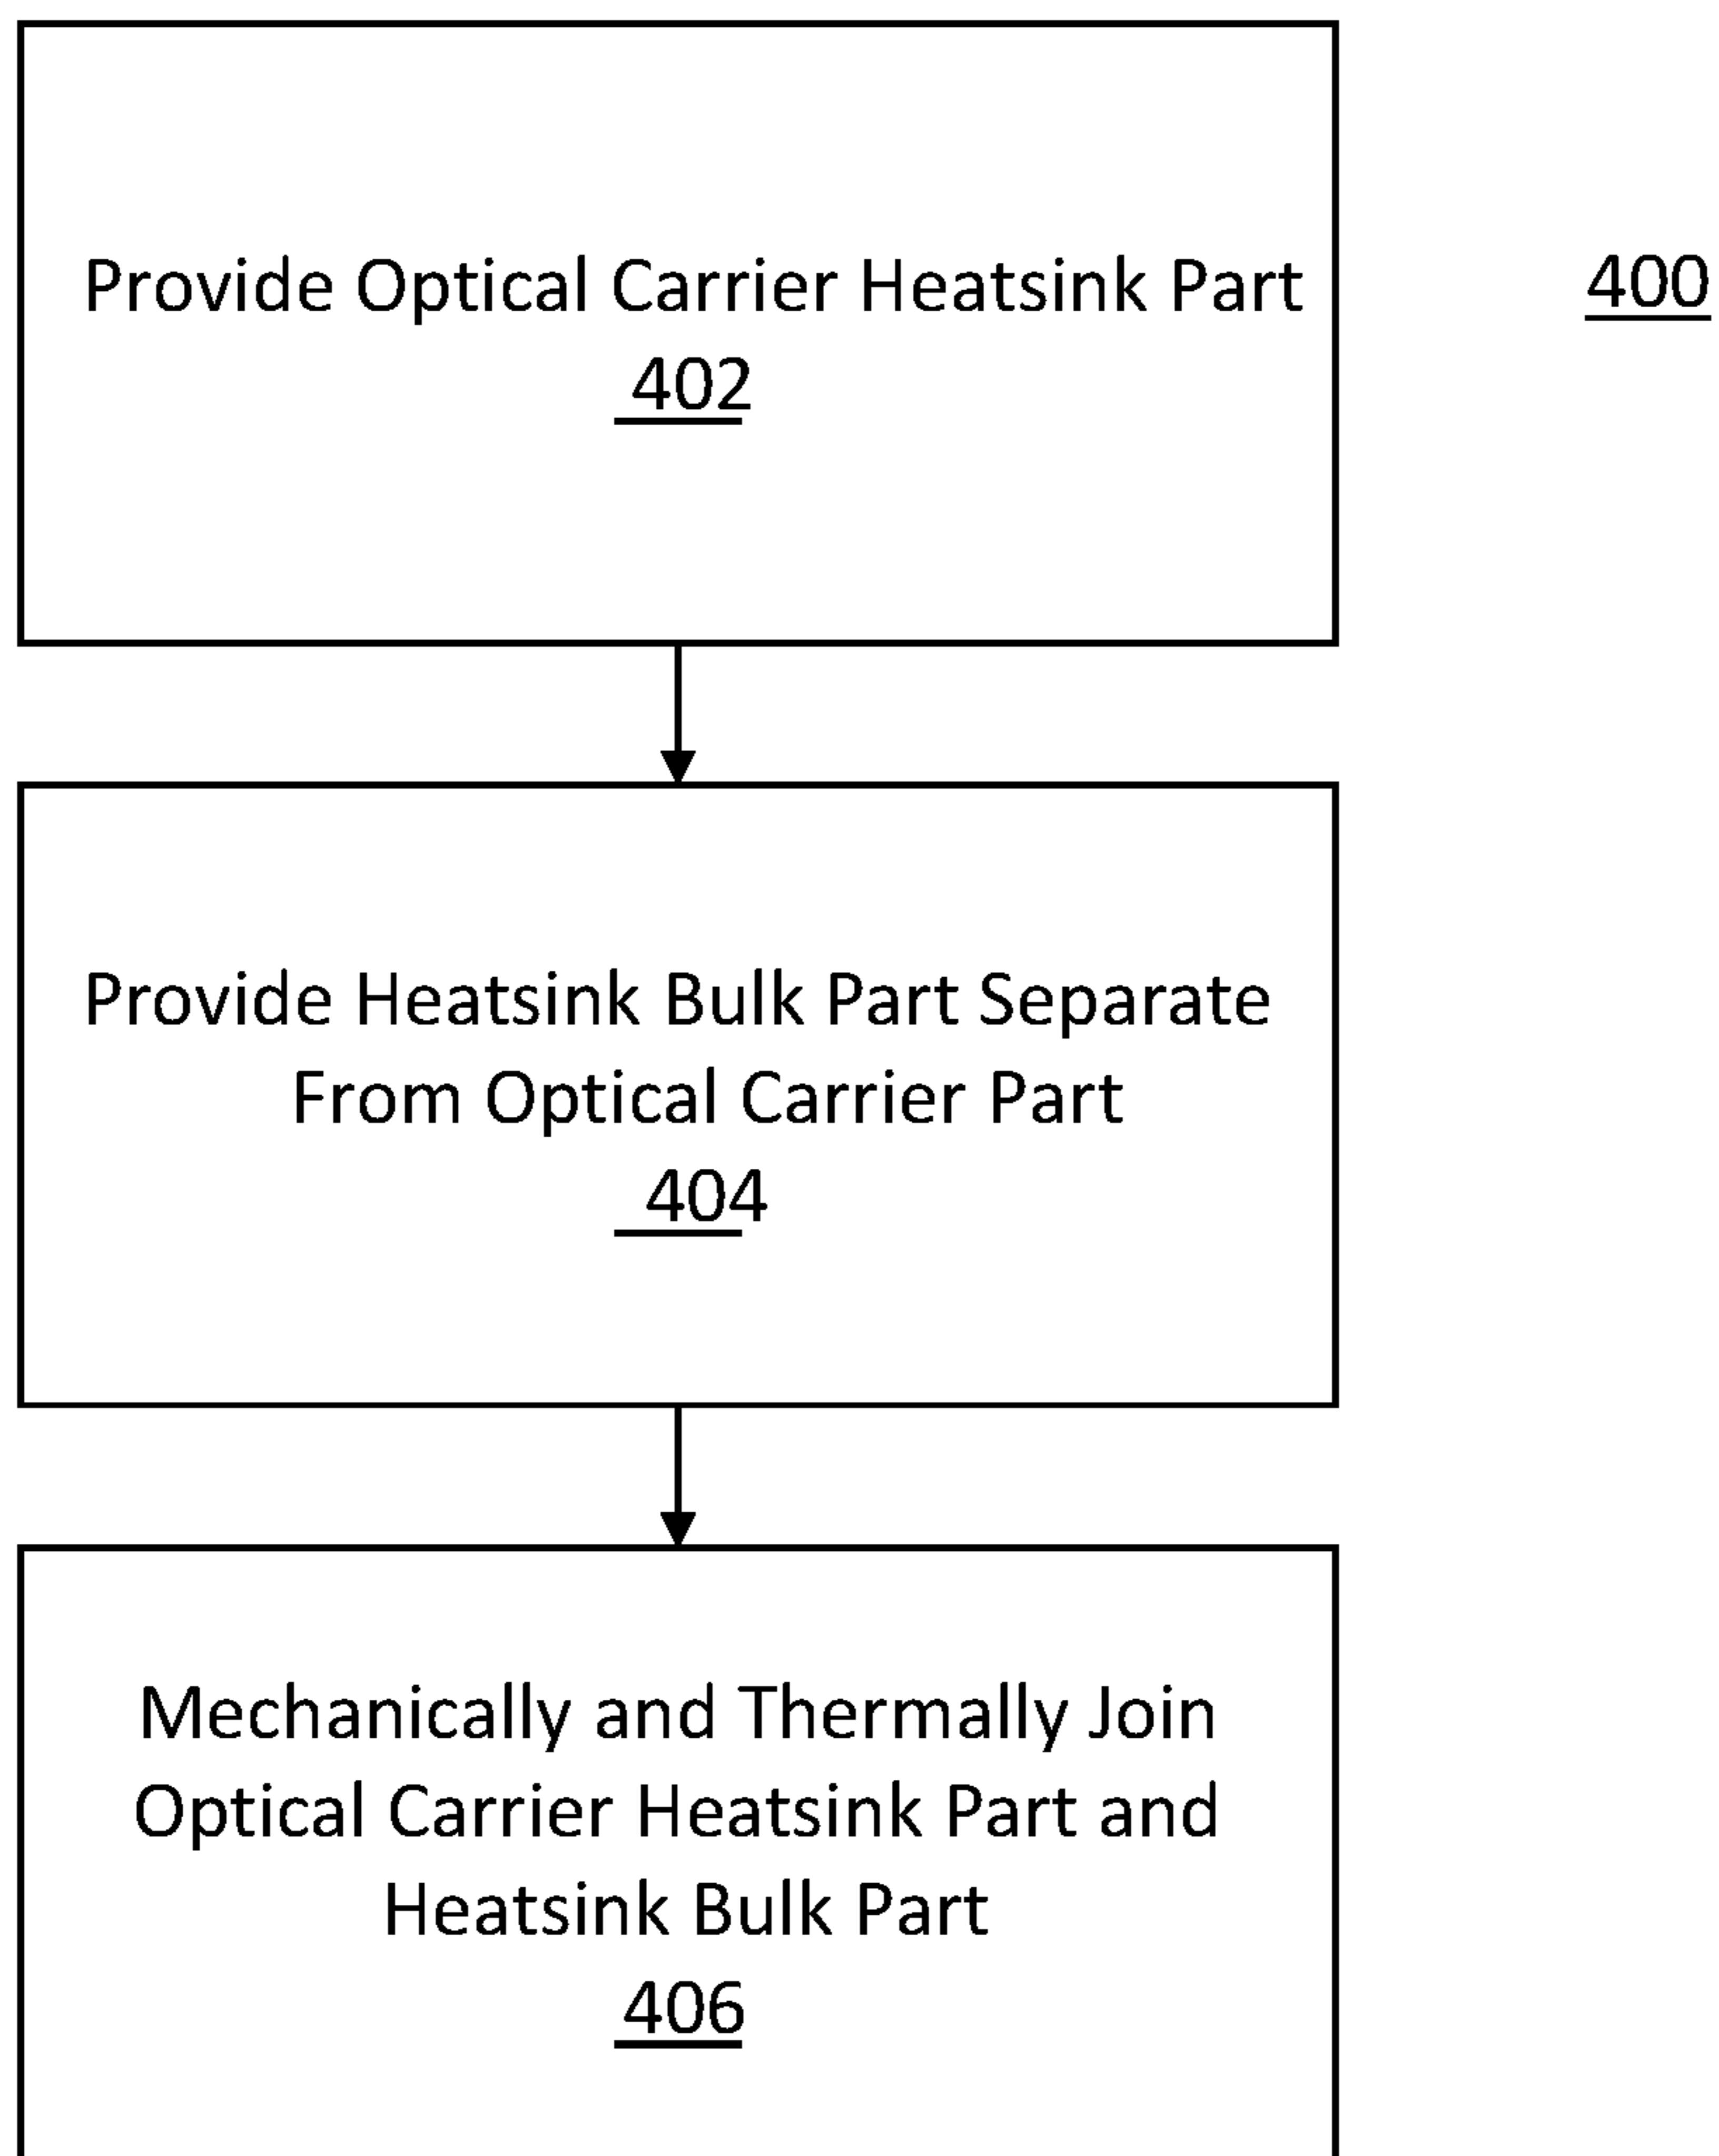 Provide Optical Carrier Heatsink Part
402
400
Provide Heatsink Bulk Part Separate
From Optical Carrier Part
404
Mechanically and Thermally Join
Optical Carrier Heatsink Part and
Heatsink Bulk Part
406